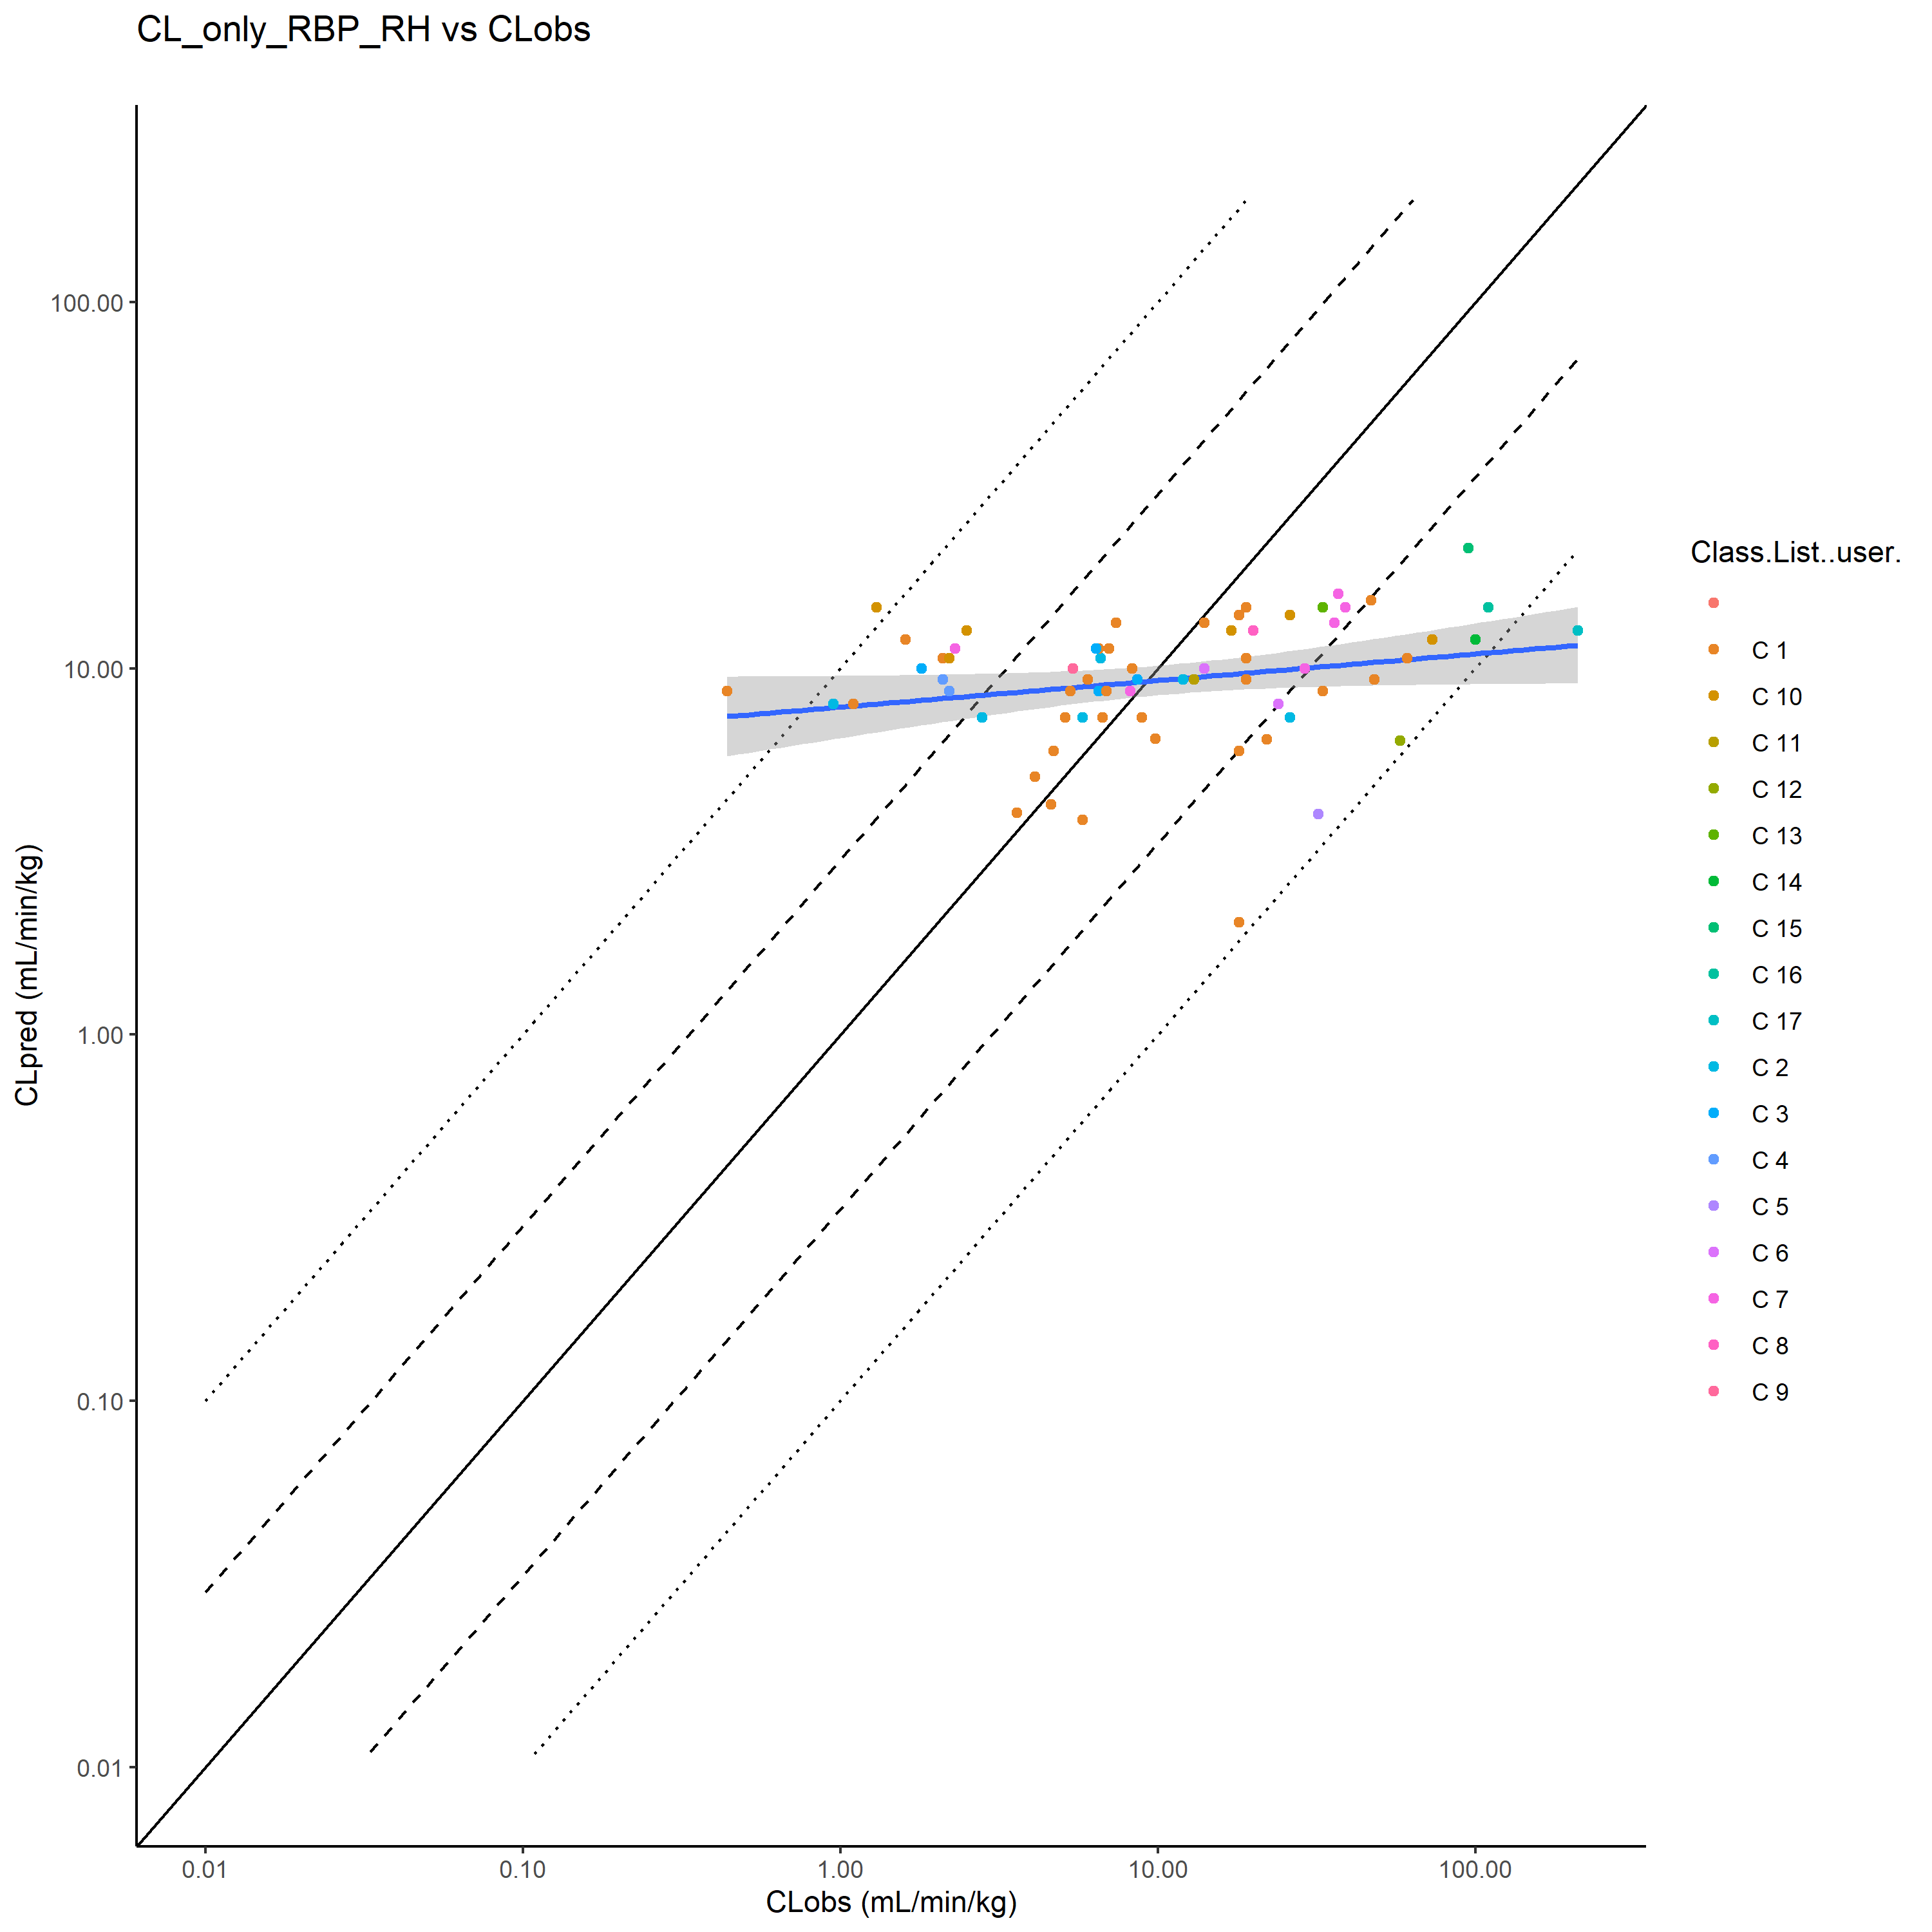 CL_only_RBP_RH vs CLobs
CLpred (mL/min/kg)
100.00
10.00
1.00
0.10
0.01
0.01
0.10
1.00
10.00
100.00
CLobs (mL/min/kg)
Class.List..user.
C 1
C 10
C 11
C 12
C 13
C 14
C 15
C 16
C 17
C 2
C 3
C 4
C 5
C 6
C 7
C 8
C 9